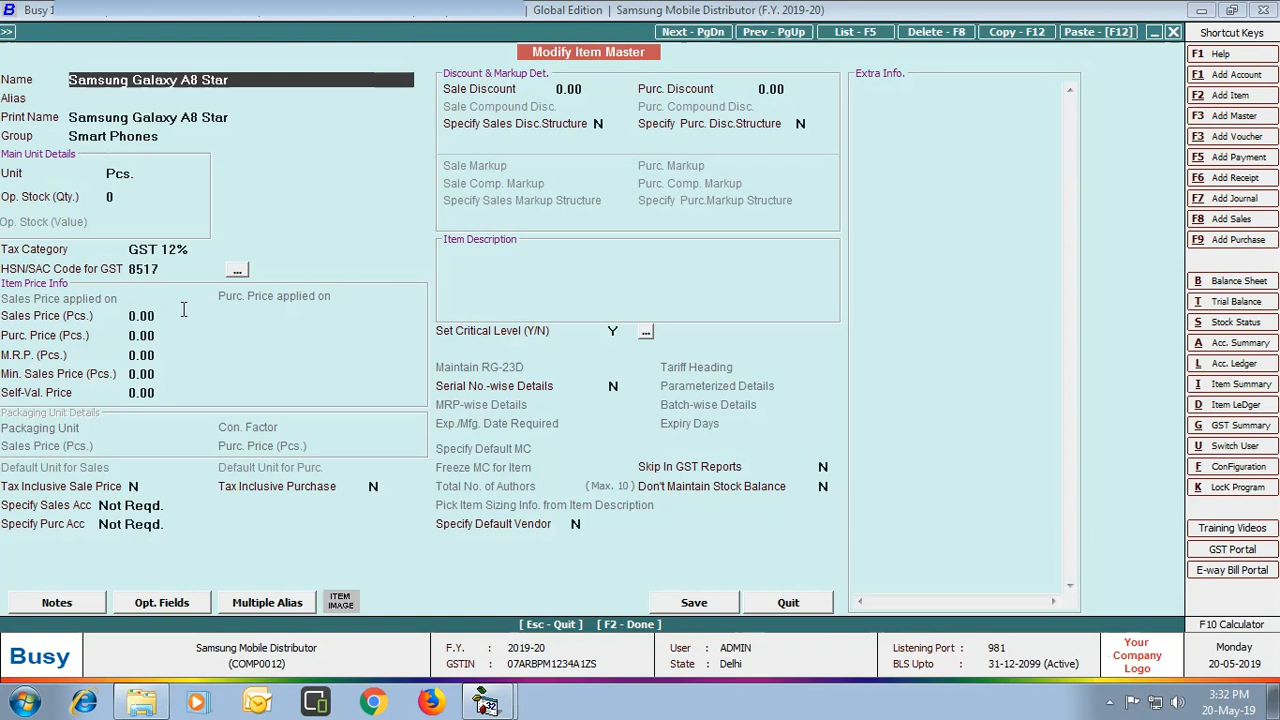 Busy 1 | Global Edition | Samsung Mobile Distributor (F.Y. 2019-20)
>> Next - PgDn Prev - PgUp List - F5 Delete - F8 Copy - F12 Paste - [F12]
Modify Item Master
Name Samsung Galaxy A8 Star
Alias
Print Name Samsung Galaxy A8 Star
Group Smart Phones
Main Unit Details
Unit Pcs.
Op. Stock (Qty.) 0
Op. Stock (Value)
Tax Category GST 12%
HSN/SAC Code for GST 8517 ...
Item Price Info
Sales Price applied on Purc. Price applied on
Sales Price (Pcs.) 0.00
Purc. Price (Pcs.) 0.00
M.R.P. (Pcs.) 0.00
Min. Sales Price (Pcs.) 0.00
Self-Val. Price 0.00
Packaging Unit Details
Packaging Unit Con. Factor
Sales Price (Pcs.) Purc. Price (Pcs.)
Default Unit for Sales Default Unit for Purc.
Tax Inclusive Sale Price N Tax Inclusive Purchase N
Specify Sales Acc Not Reqd.
Specify Purc Acc Not Reqd.
Notes Opt. Fields Multiple Alias ITEM IMAGE
Discount & Markup Det.
Sale Discount 0.00 Purc. Discount 0.00
Sale Compound Disc. Purc. Compound Disc.
Specify Sales Disc.Structure N Specify Purc. Disc.Structure N
Sale Markup Purc. Markup
Sale Comp. Markup Purc. Comp. Markup
Specify Sales Markup Structure Specify Purc.Markup Structure
Item Description
Set Critical Level (Y/N) Y ...
Maintain RG-23D Tariff Heading
Serial No.-wise Details N Parameterized Details
MRP-wise Details Batch-wise Details
Exp./Mfg. Date Required Expiry Days
Specify Default MC
Freeze MC for Item Skip In GST Reports N
Total No. of Authors (Max. 10) Don't Maintain Stock Balance N
Pick Item Sizing Info. from Item Description
Specify Default Vendor N
Save Quit
Extra Info.
Shortcut Keys
F1 Help
F1 Add Account
F2 Add Item
F3 Add Master
F3 Add Voucher
F5 Add Payment
F6 Add Receipt
F7 Add Journal
F8 Add Sales
F9 Add Purchase
B Balance Sheet
T Trial Balance
S Stock Status
A Acc. Summary
L Acc. Ledger
I Item Summary
D Item LeDger
G GST Summary
U Switch User
F ConFiguration
K LocK Program
Training Videos
GST Portal
E-way Bill Portal
[ Esc - Quit ] [ F2 - Done ] F10 Calculator
Busy
Samsung Mobile Distributor
(COMP0012)
F.Y. : 2019-20
GSTIN : 07ARBPM1234A1ZS
User : ADMIN
State : Delhi
Listening Port : 981
BLS Upto : 31-12-2099 (Active)
Your
Company
Logo
Monday
20-05-2019
3:32 PM
20-May-19